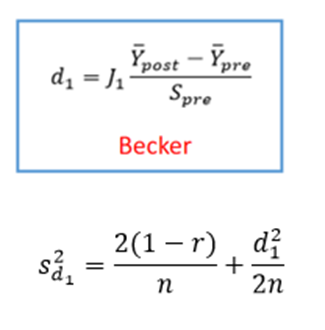 d₁ = J₁ (Ȳ_post − Ȳ_pre) / S_pre
Becker
s²_d₁ = 2(1 − r) / n + d₁² / 2n